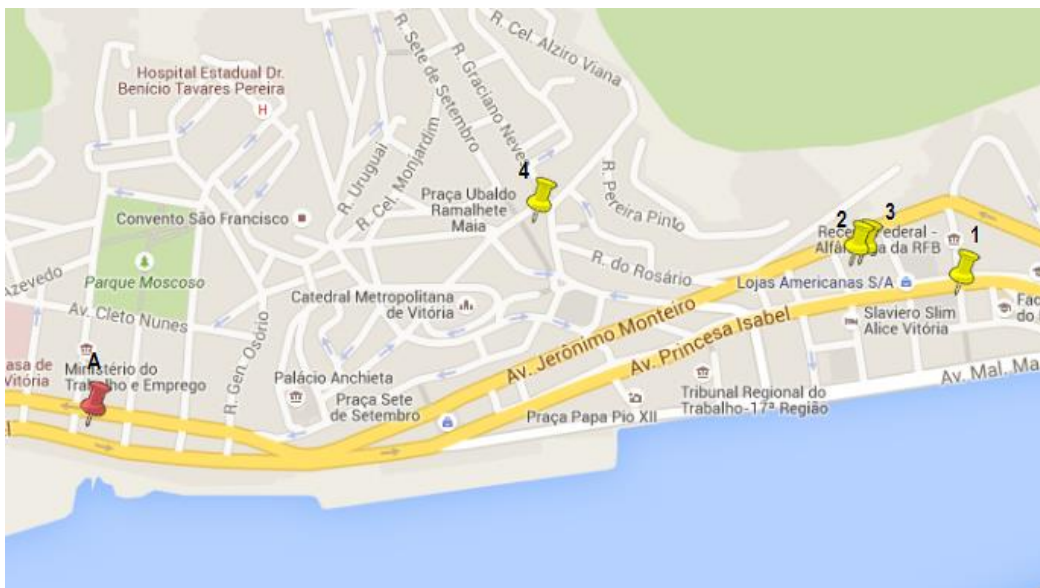 R. Cel. Alziro Viana
R. Graciano Neves
R. Sete de Setembro
Hospital Estadual Dr.
Benício Tavares Pereira
H
R. Cel. Monjardim
R. Uruguai
4
Praça Ubaldo
Ramalhete
Maia
R. Pereira Pinto
Convento São Francisco
2
3
Federal -
da RFB
1
R. do Rosário
Azevedo
Parque Moscoso
Lojas Americanas S/A
Catedral Metropolitana
de Vitória
Av. Cleto Nunes
R. Gen. Osório
Slaviero Slim
Alice Vitória
Av. Jerônimo Monteiro
Av. Princesa Isabel
A
Ministério do
Trabalho e Emprego
Vitória
Palácio Anchieta
Praça Sete
de Setembro
Tribunal Regional do
Trabalho-17ª Região
Praça Papa Pio XII
Av. Mal. Ma